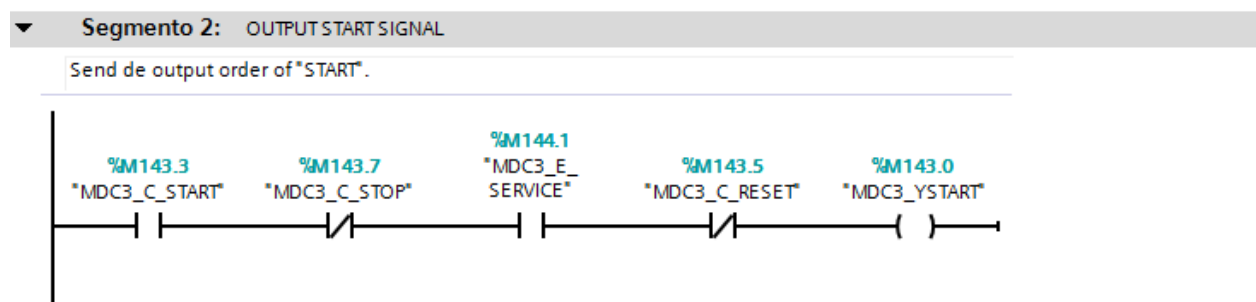 Segmento 2: OUTPUT START SIGNAL
Send de output order of "START".
%M143.3
"MDC3_C_START"
%M143.7
"MDC3_C_STOP"
%M144.1
"MDC3_E_
SERVICE"
%M143.5
"MDC3_C_RESET"
%M143.0
"MDC3_YSTART"